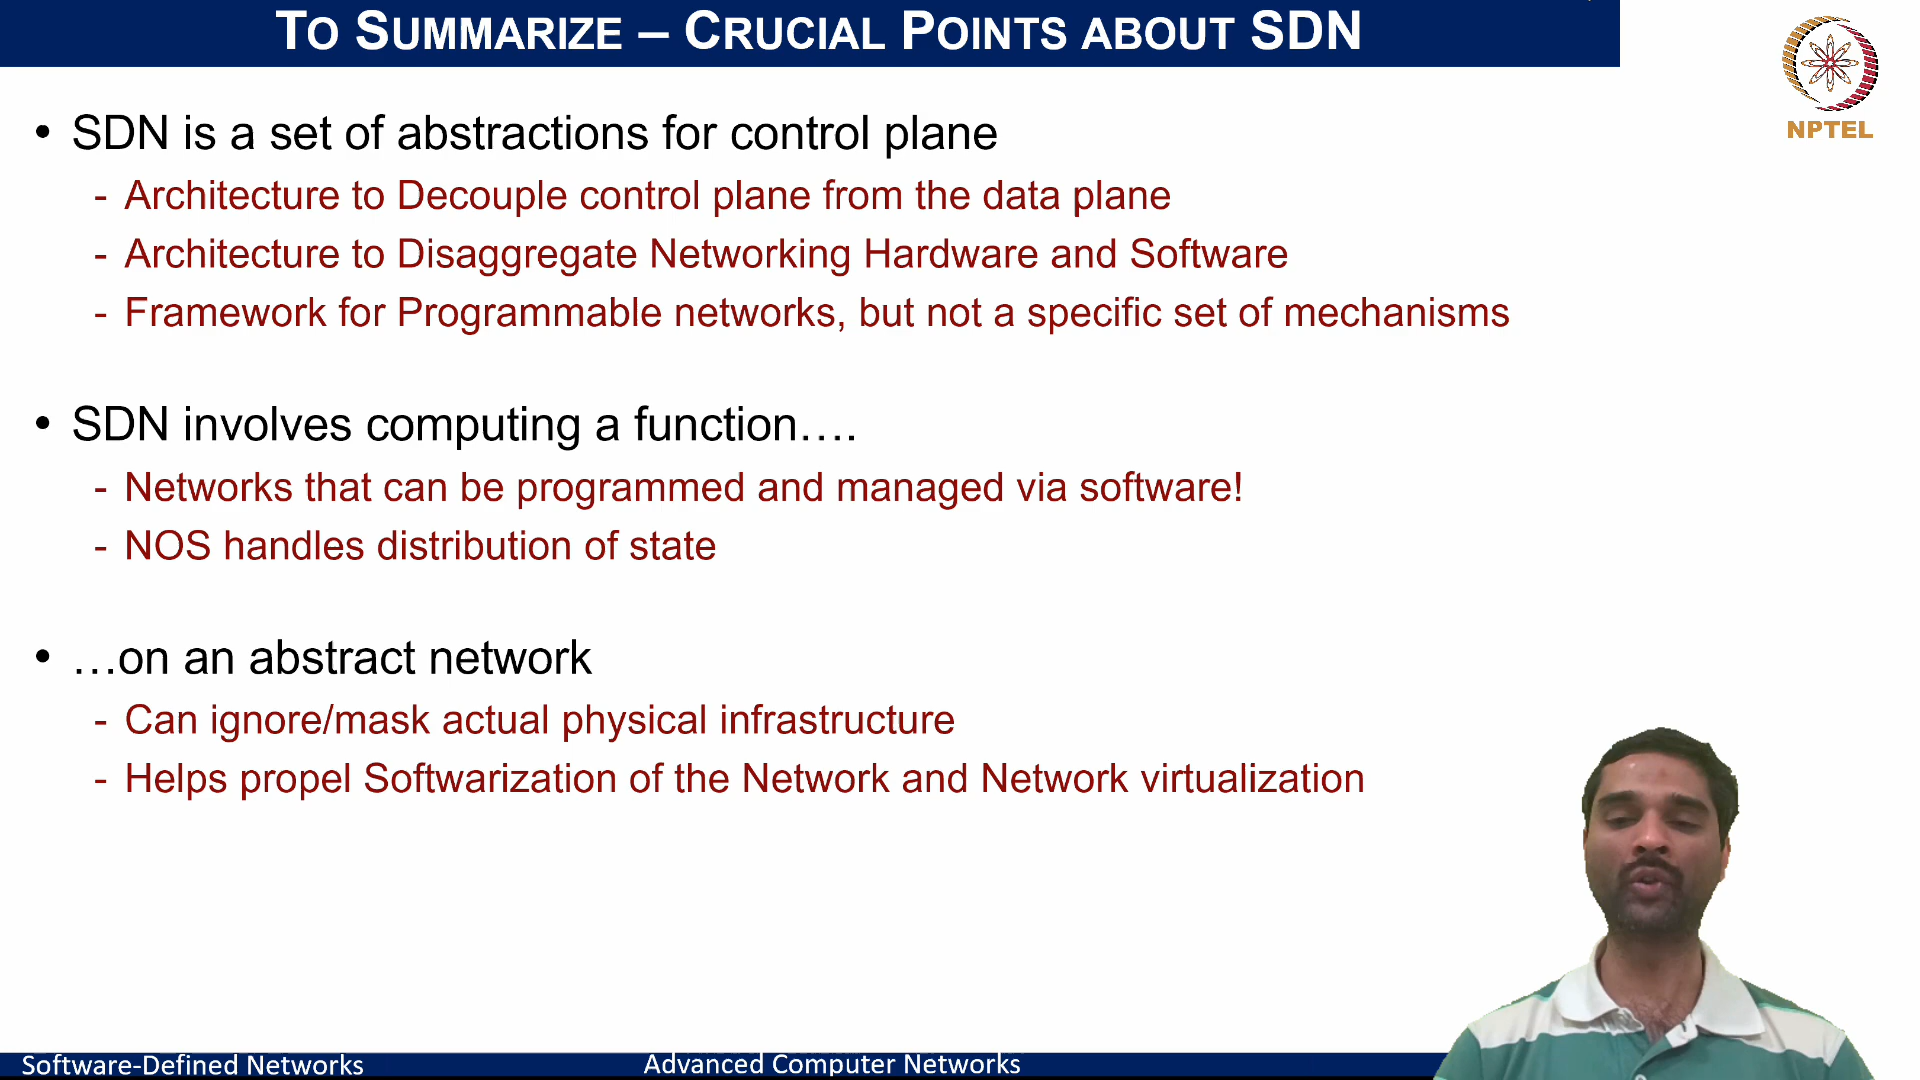 TO SUMMARIZE – CRUCIAL POINTS ABOUT SDN
NPTEL
• SDN is a set of abstractions for control plane
- Architecture to Decouple control plane from the data plane
- Architecture to Disaggregate Networking Hardware and Software
- Framework for Programmable networks, but not a specific set of mechanisms
• SDN involves computing a function….
- Networks that can be programmed and managed via software!
- NOS handles distribution of state
• …on an abstract network
- Can ignore/mask actual physical infrastructure
- Helps propel Softwarization of the Network and Network virtualization
Software-Defined Networks
Advanced Computer Networks